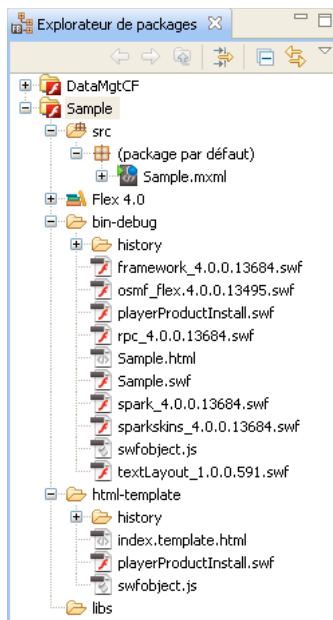 Explorateur de packages
DataMgtCF
Sample
src
(package par défaut)
Sample.mxml
Flex 4.0
bin-debug
history
framework_4.0.0.13684.swf
osmf_flex.4.0.0.13495.swf
playerProductInstall.swf
rpc_4.0.0.13684.swf
Sample.html
Sample.swf
spark_4.0.0.13684.swf
sparkskins_4.0.0.13684.swf
swfobject.js
textLayout_1.0.0.591.swf
html-template
history
index.template.html
playerProductInstall.swf
swfobject.js
libs